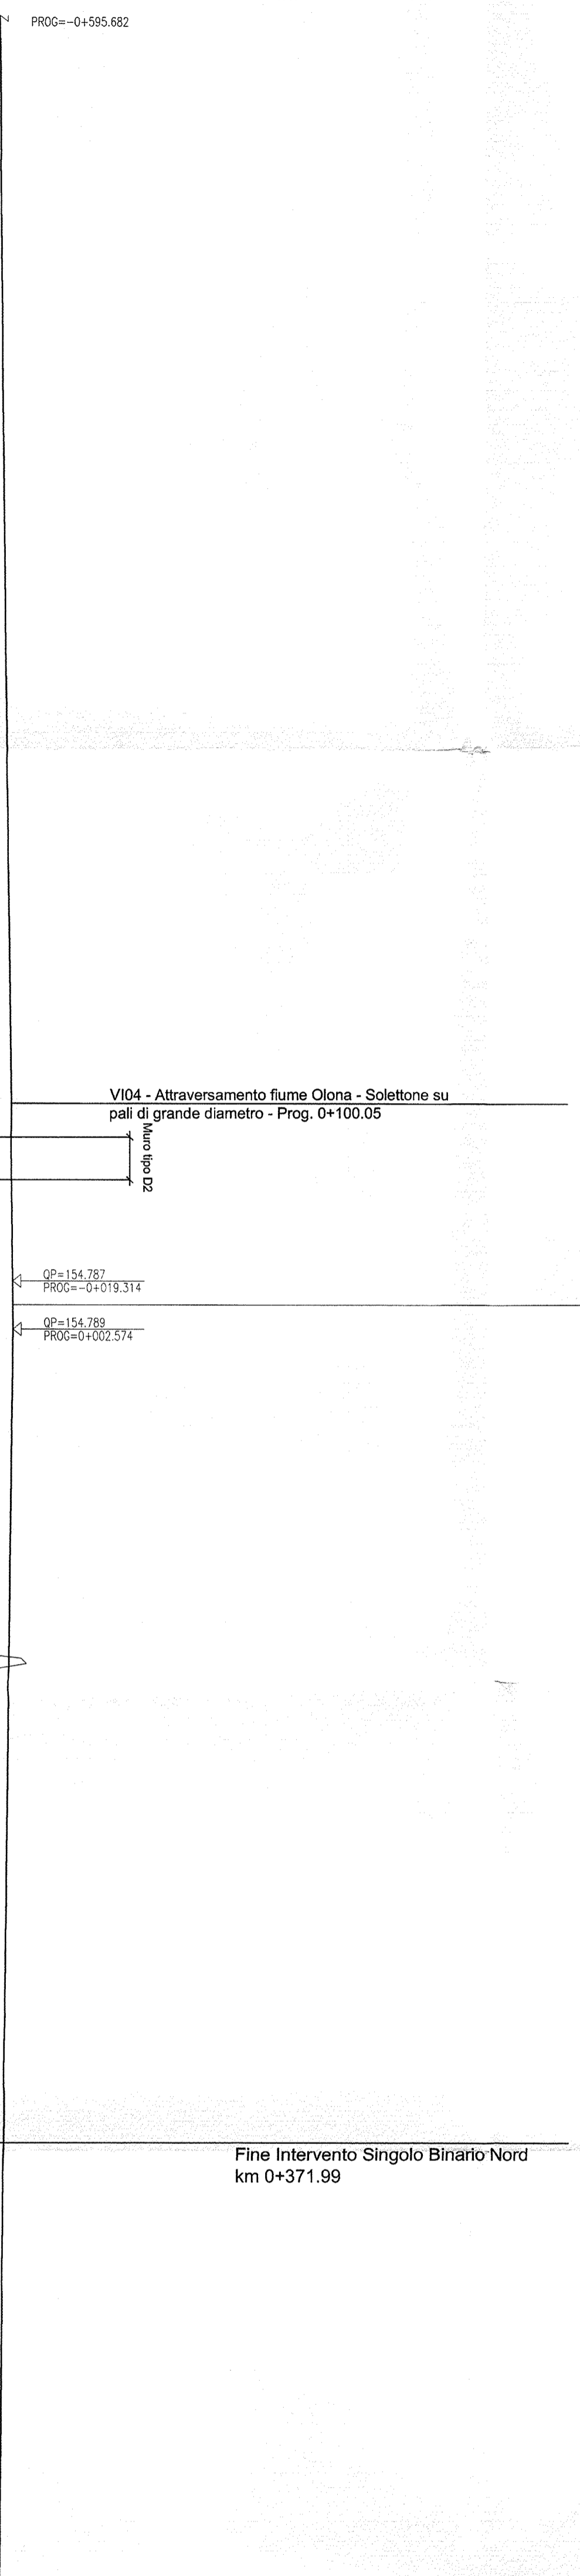 PROG=-0+595.682
VI04 - Attraversamento fiume Olona - Solettone su
pali di grande diametro - Prog. 0+100.05
Muro tipo D2
QP=154.787
PROG=-0+019.314
QP=154.789
PROG=0+002.574
Fine Intervento Singolo Binario Nord
km 0+371.99